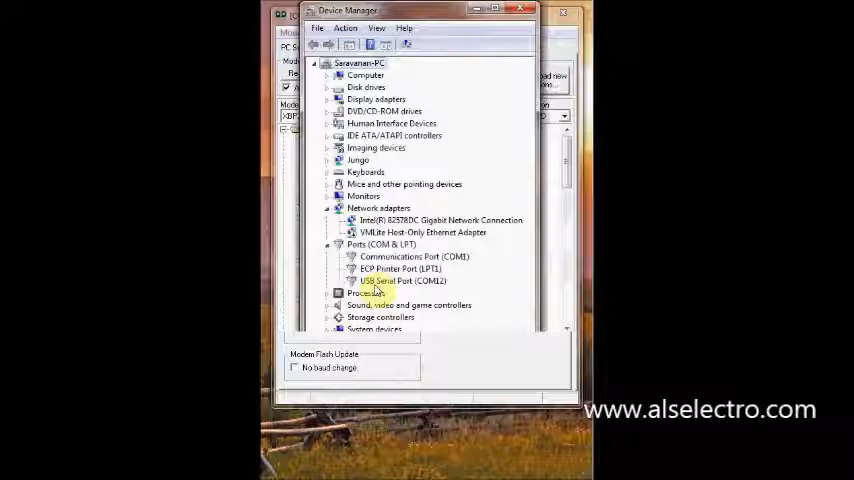 Device Manager
File Action View Help
Saravanan-PC
Computer
Disk drives
Display adapters
DVD/CD-ROM drives
Human Interface Devices
IDE ATA/ATAPI controllers
Imaging devices
Jungo
Keyboards
Mice and other pointing devices
Monitors
Network adapters
Intel(R) 82578DC Gigabit Network Connection
VMLite Host-Only Ethernet Adapter
Ports (COM & LPT)
Communications Port (COM1)
ECP Printer Port (LPT1)
USB Serial Port (COM12)
Processors
Sound, video and game controllers
Storage controllers
System devices
Modem Flash Update
No baud change
www.alselectro.com